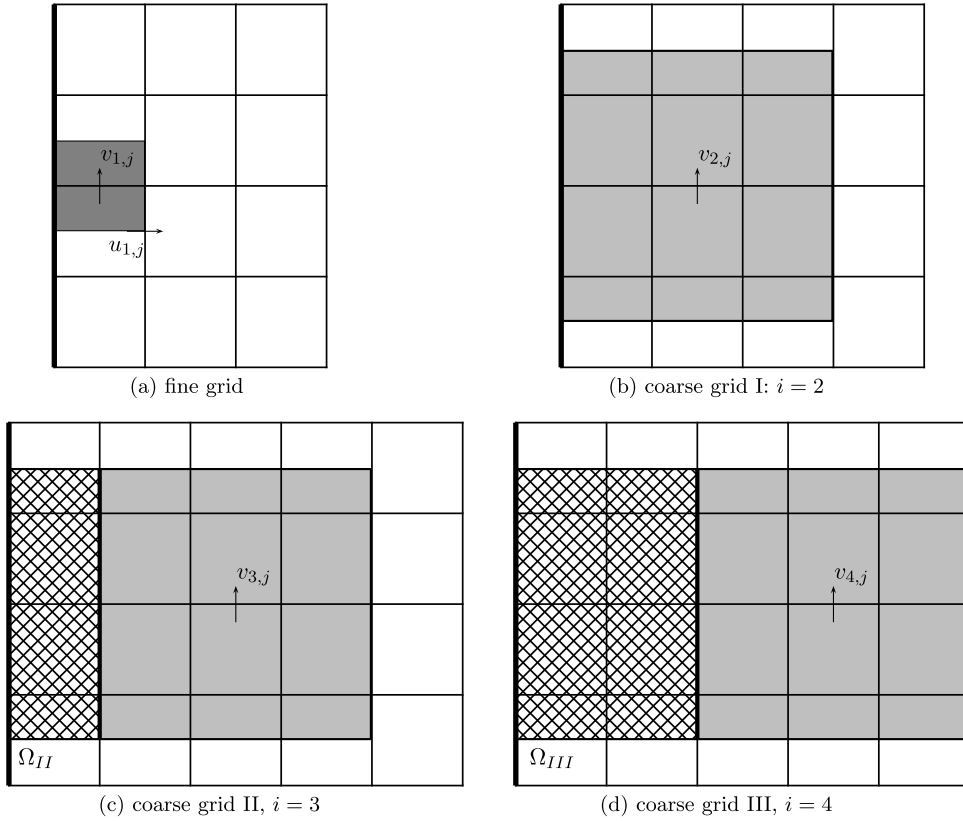 v1,j
u1,j
(a) fine grid
v2,j
(b) coarse grid I: i = 2
v3,j
ΩII
(c) coarse grid II, i = 3
v4,j
ΩIII
(d) coarse grid III, i = 4